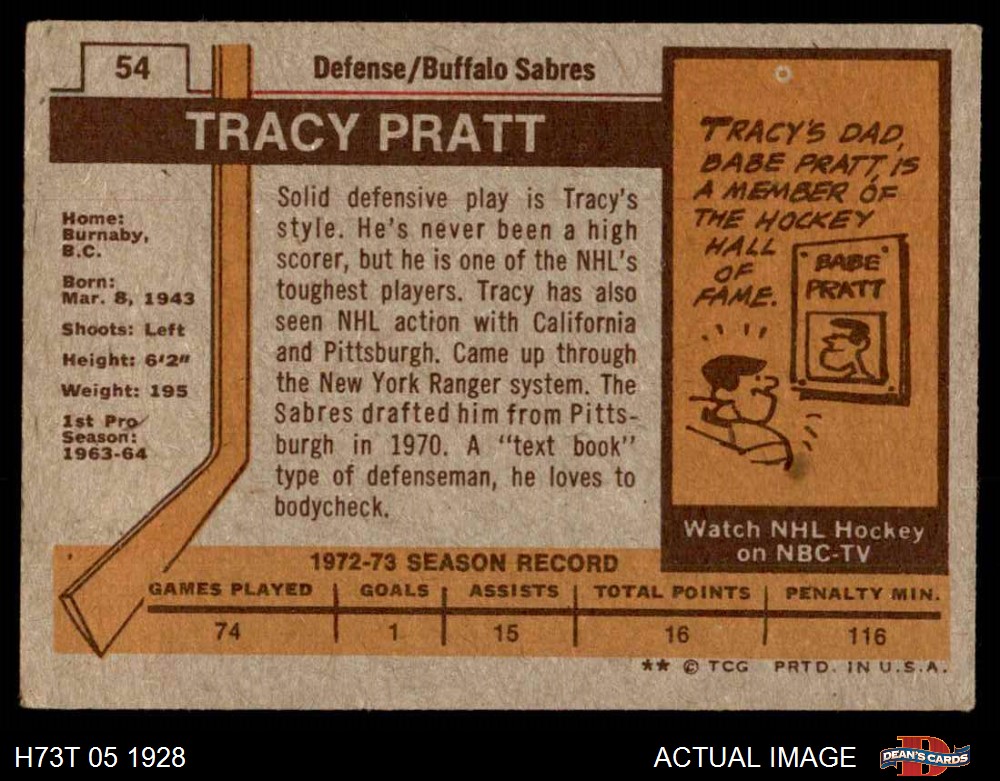 54
Defense/Buffalo Sabres
TRACY PRATT
Home:
Burnaby,
B.C.
Born:
Mar. 8, 1943
Shoots: Left
Height: 6'2"
Weight: 195
1st Pro
Season:
1963-64
Solid defensive play is Tracy's
style. He's never been a high
scorer, but he is one of the NHL's
toughest players. Tracy has also
seen NHL action with California
and Pittsburgh. Came up through
the New York Ranger system. The
Sabres drafted him from Pitts-
burgh in 1970. A "text book"
type of defenseman, he loves to
bodycheck.
TRACY'S DAD,
BABE PRATT, IS
A MEMBER OF
THE HOCKEY
HALL
OF
FAME.
BABE
PRATT
Watch NHL Hockey
on NBC-TV
1972-73 SEASON RECORD
GAMES PLAYED GOALS ASSISTS TOTAL POINTS PENALTY MIN.
74 1 15 16 116
** © TCG PRTD. IN U.S.A.
H73T 05 1928
ACTUAL IMAGE
DEAN'S CARDS